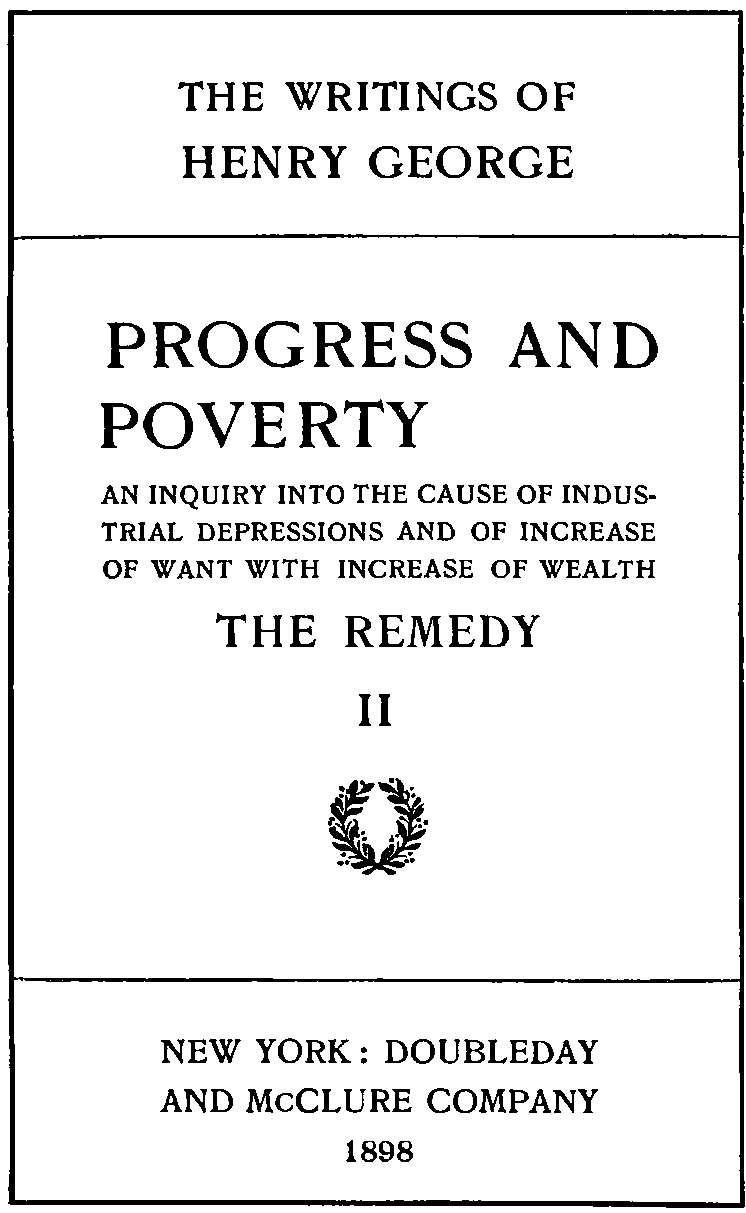 THE WRITINGS OF
HENRY GEORGE
PROGRESS AND
POVERTY
AN INQUIRY INTO THE CAUSE OF INDUS-
TRIAL DEPRESSIONS AND OF INCREASE
OF WANT WITH INCREASE OF WEALTH
THE REMEDY
II
NEW YORK: DOUBLEDAY
AND McCLURE COMPANY
1898